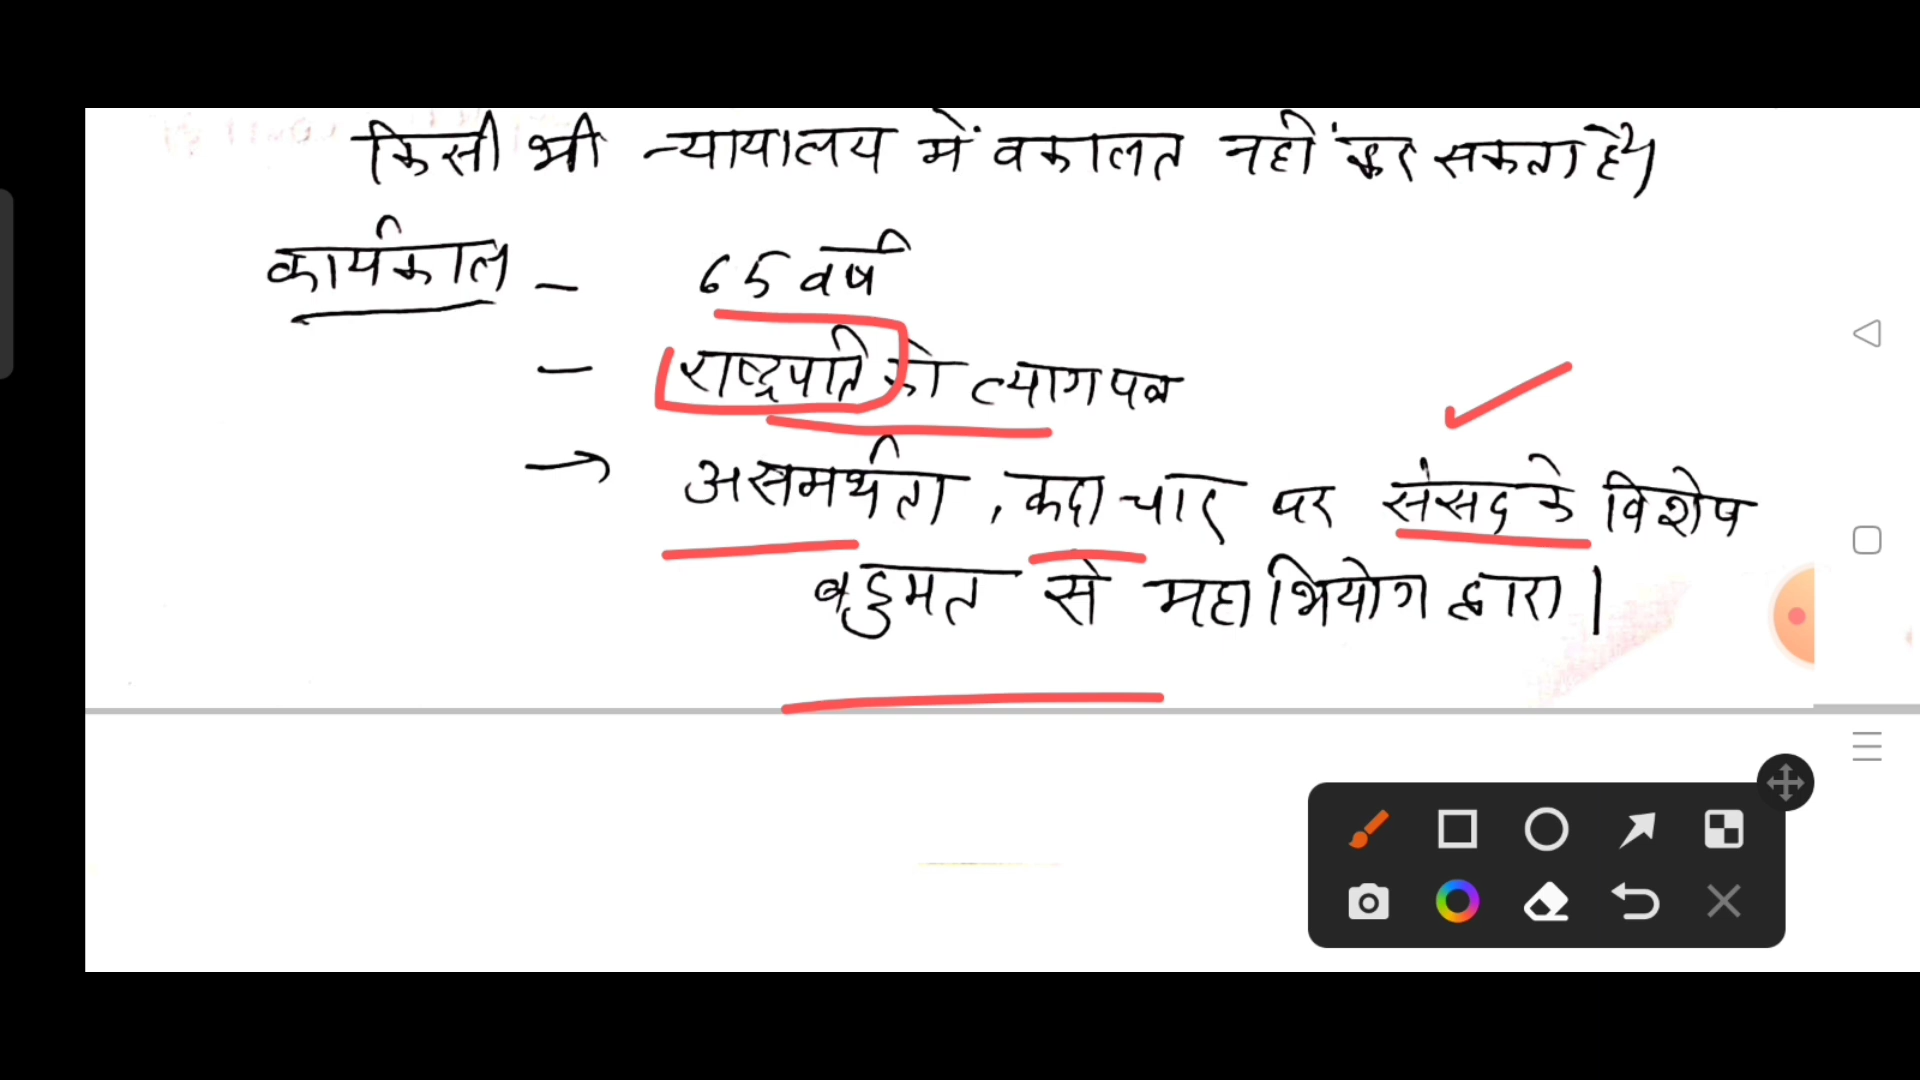 किसी भी न्यायालय में वकालत नहीं कर सकता है।
कार्यकाल - 65 वर्ष
- राष्ट्रपति को त्यागपत्र
→ असमर्थता, कदाचार पर संसद के विशेष
बहुमत से महाभियोग द्वारा।